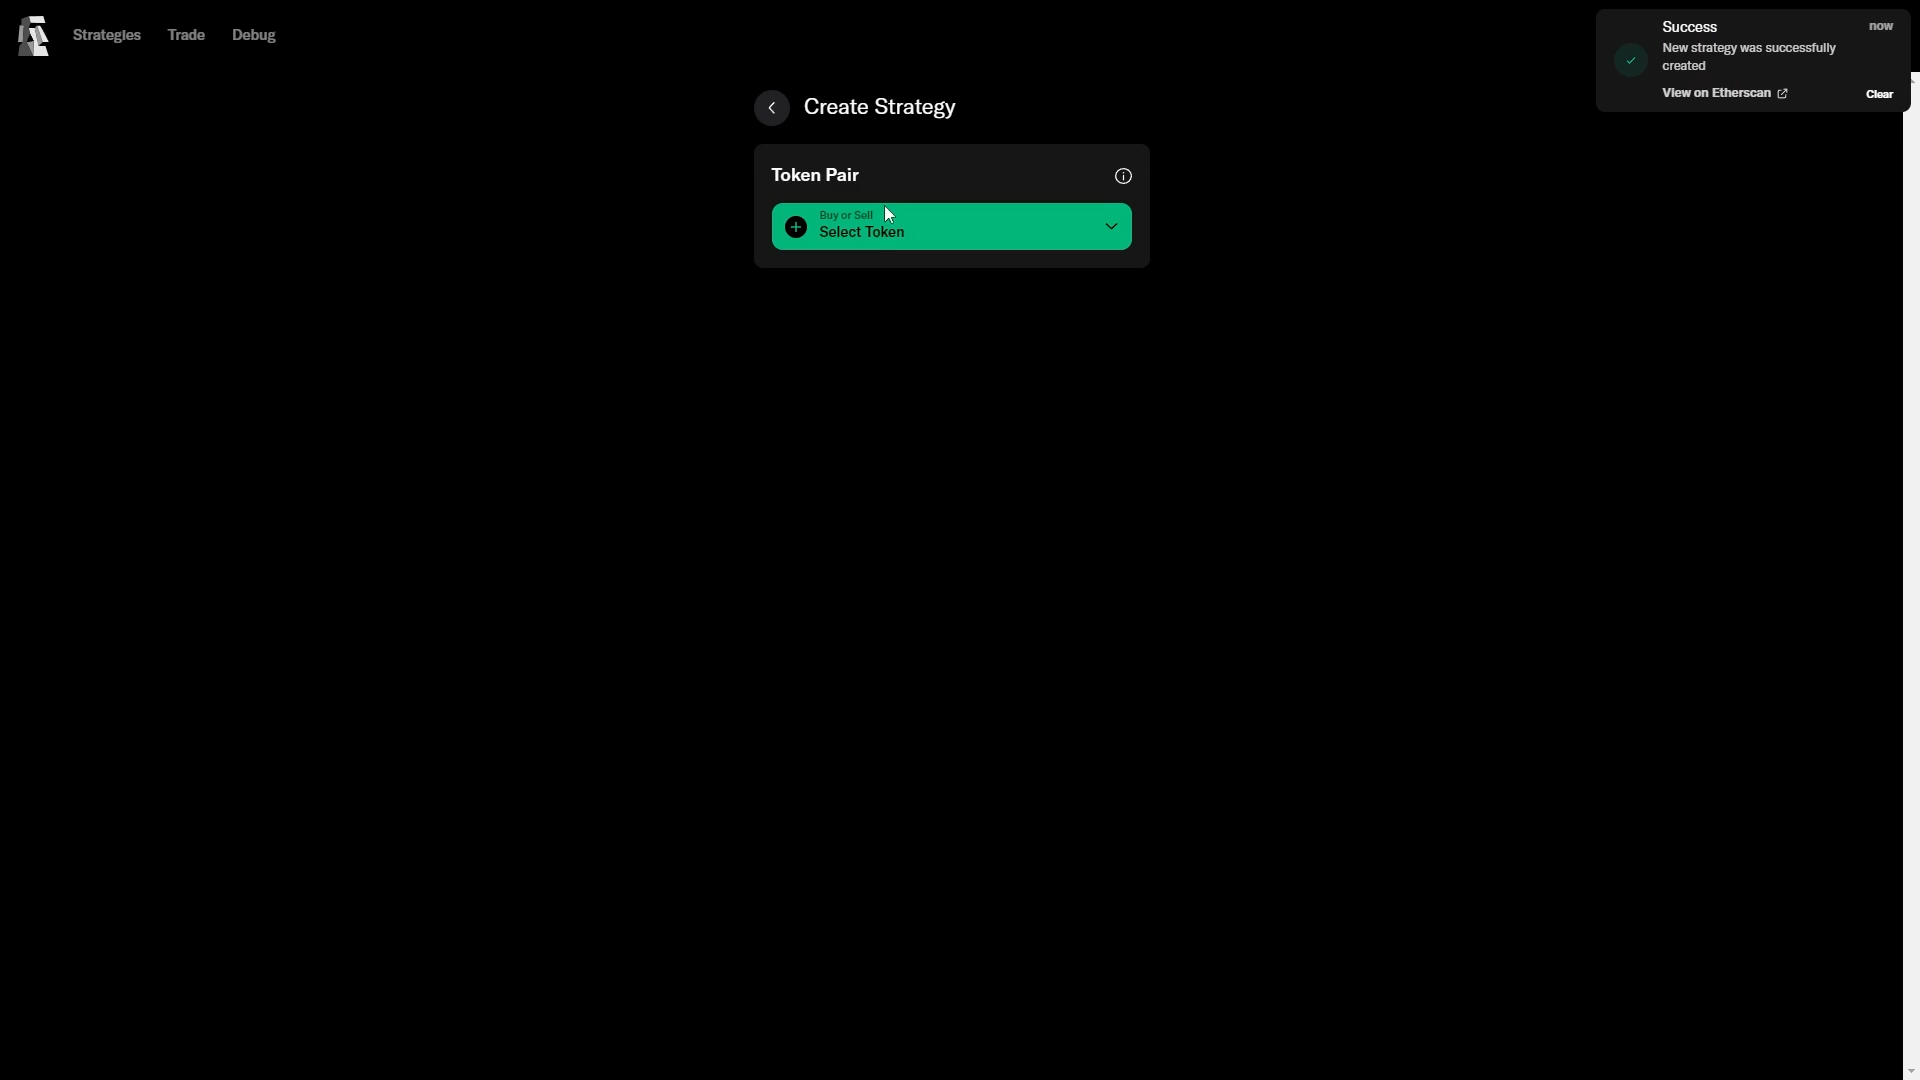 Strategies Trade Debug
Success now
New strategy was successfully
created
View on Etherscan Clear
Create Strategy
Token Pair
Buy or Sell
Select Token